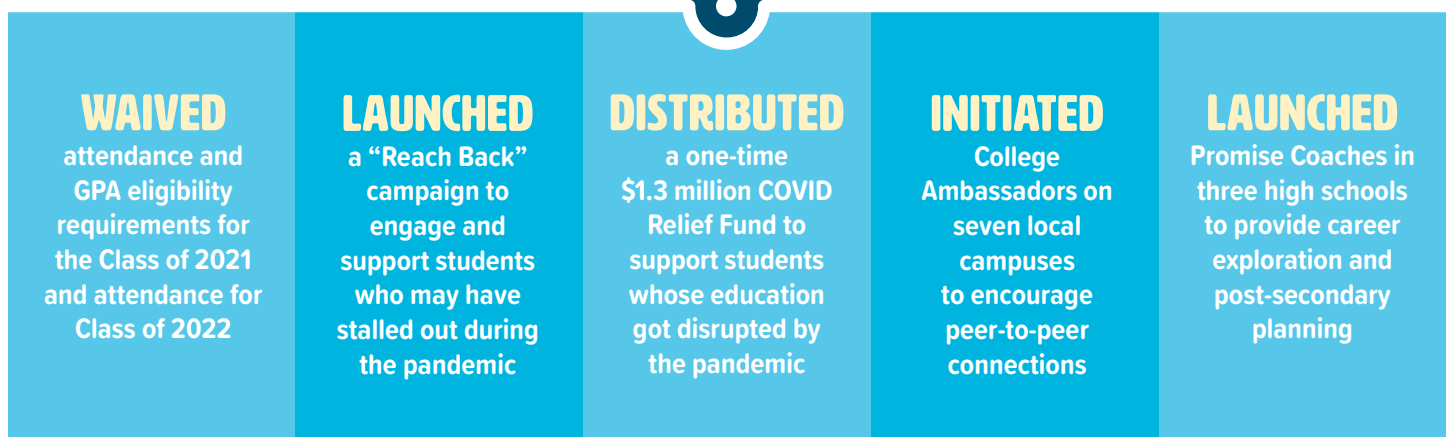 WAIVED
attendance and
GPA eligibility
requirements for
the Class of 2021
and attendance for
Class of 2022
LAUNCHED
a “Reach Back”
campaign to
engage and
support students
who may have
stalled out during
the pandemic
DISTRIBUTED
a one-time
$1.3 million COVID
Relief Fund to
support students
whose education
got disrupted by
the pandemic
INITIATED
College
Ambassadors on
seven local
campuses
to encourage
peer-to-peer
connections
LAUNCHED
Promise Coaches in
three high schools
to provide career
exploration and
post-secondary
planning